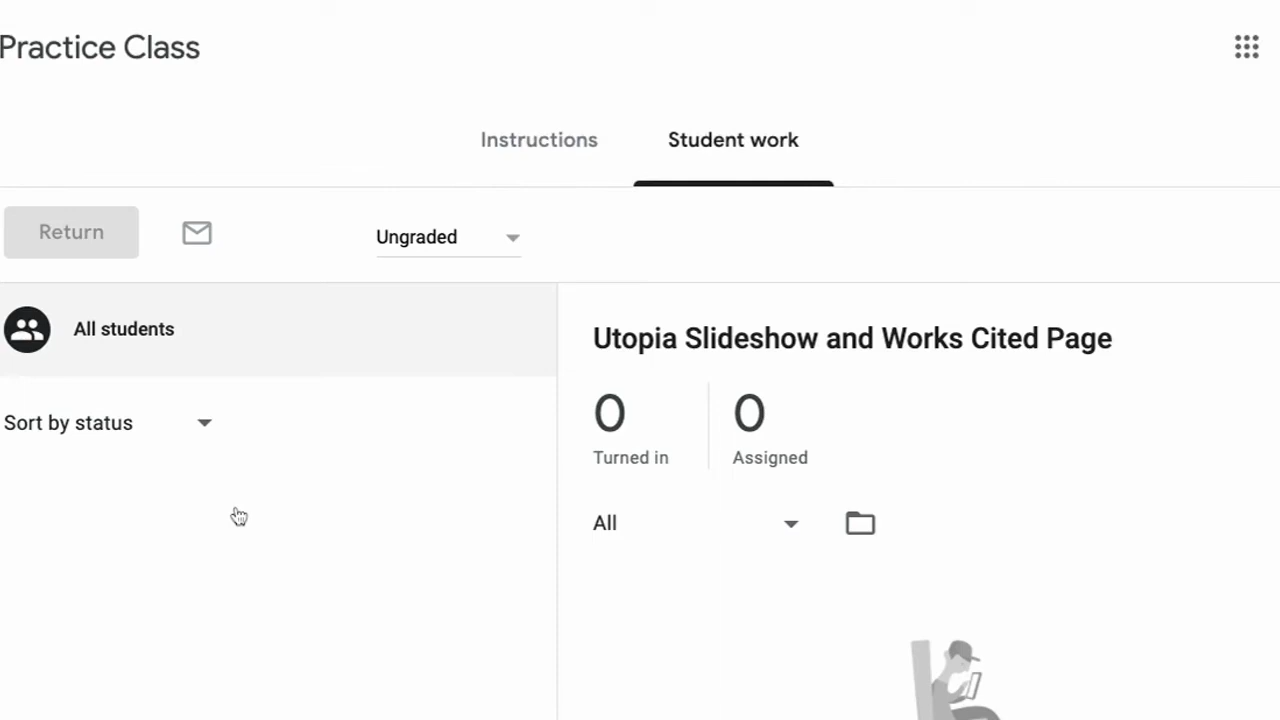 Practice Class
Instructions
Student work
Return
Ungraded
All students
Sort by status
Utopia Slideshow and Works Cited Page
0
0
Turned in
Assigned
All